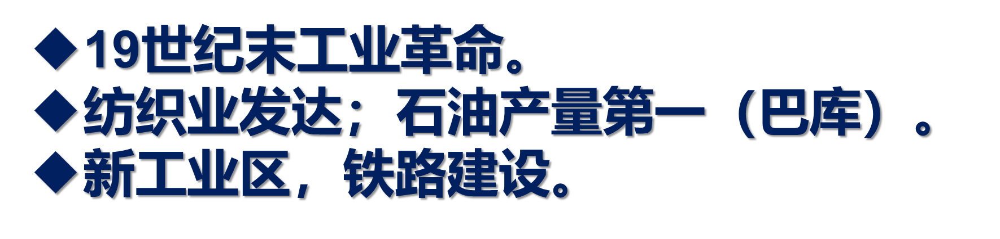 ◆19世纪末工业革命。
◆纺织业发达；石油产量第一（巴库）。
◆新工业区，铁路建设。